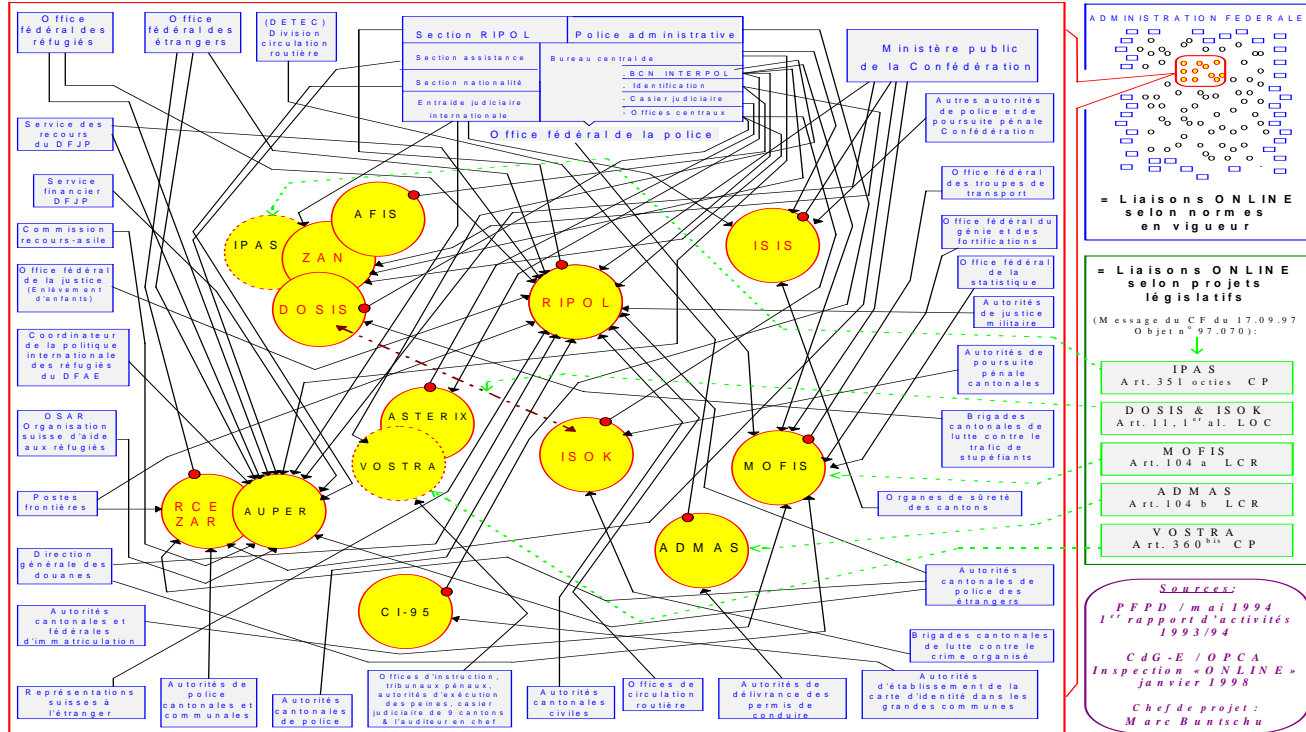 Office
fédéral des
réfugiés
Office
fédéral des
étrangers
(DETEC)
Division
circulation
routière
Section RIPOL
Police administrative
Section assistance
Section nationalité
Entraide judiciaire
internationale
Bureau central de
- BCN INTERPOL
- Identification
- Casier judiciaire
- Offices centraux
Office fédéral de la police
Ministère public
de la Confédération
Service des
recours
du DFJP
Service
financier
DFJP
Commission
recours-asile
Office fédéral
de la justice
(Enlèvement
d'enfants)
Coordinateur
de la politique
internationale
des réfugiés
du DFAE
OSAR
Organisation
suisse d'aide
aux réfugiés
Postes
frontières
Direction
générale des
douanes
Autorités
cantonales et
fédérales
d'immatriculation
Représentations
suisses à
l'étranger
Autorités de
police
cantonales et
communales
Autorités
cantonales
de police
Offices d'instruction,
tribunaux pénaux,
autorités d'exécution
des peines, casier
judiciaire de 9 cantons
& l'auditeur en chef
Autorités
cantonales
civiles
Offices de
circulation
routière
Autorités de
délivrance des
permis de
conduire
Autorités
d'établissement de la
carte d'identité dans les
grandes communes
Brigades cantonales
de lutte contre le
crime organisé
Autorités
cantonales de
police des
étrangers
Organes de sûreté
des cantons
Brigades
cantonales de
lutte contre le
trafic de
stupéfiants
Autorités de
poursuite
pénale
cantonales
Autorités
de justice
militaire
Office
fédéral
de la
statistique
Office fédéral du
génie et des
fortifications
Office fédéral
des troupes de
transport
Autres autorités
de police et de
poursuite pénale
Confédération
IPAS
AFIS
ZAN
DOSIS
RIPOL
ISIS
ASTERIX
VOSTRA
ISOK
MOFIS
RCE
ZAR
AUPER
ADMAS
CI-95
ADMINISTRATION FEDERALE
= Liaisons ONLINE
selon normes
en vigueur
= Liaisons ONLINE
selon projets
législatifs
(Message du CF du 17.09.97
Objet n° 97.070):
IPAS
Art. 351 octies CP
DOSIS & ISOK
Art. 11, 1er al. LOC
MOFIS
Art. 104 a LCR
ADMAS
Art. 104 b LCR
VOSTRA
Art. 360bis CP
Sources:
PFPD / mai 1994
1er rapport d'activités
1993/94
CdG-E / OPCA
Inspection «ONLINE»
janvier 1998
Chef de projet :
Marc Buntschu